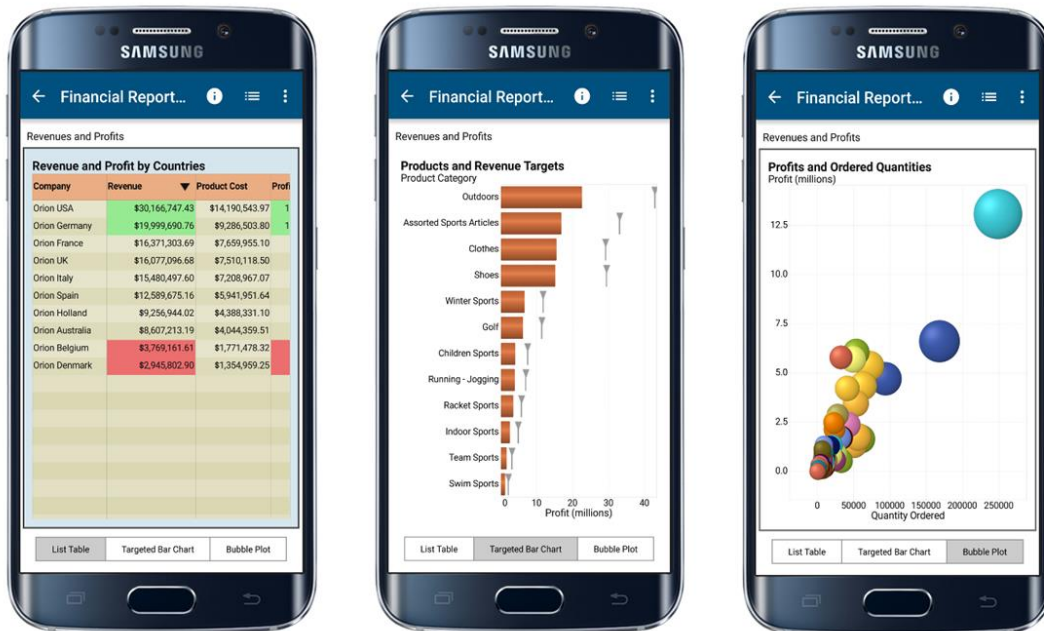 SAMSUNG
Financial Report...
Revenues and Profits
Revenue and Profit by Countries
Company Revenue Product Cost Profi
Orion USA $30,166,747.43 $14,190,543.97 1
Orion Germany $19,999,690.76 $9,286,503.80 1
Orion France $16,371,303.69 $7,659,955.10
Orion UK $16,077,096.68 $7,510,118.50
Orion Italy $15,480,497.60 $7,208,967.07
Orion Spain $12,589,675.16 $5,941,951.64
Orion Holland $9,256,944.02 $4,388,331.10
Orion Australia $8,607,213.19 $4,044,359.51
Orion Belgium $3,769,161.61 $1,771,478.32
Orion Denmark $2,945,802.90 $1,354,959.25
List Table Targeted Bar Chart Bubble Plot
SAMSUNG
Financial Report...
Revenues and Profits
Products and Revenue Targets
Product Category
Outdoors
Assorted Sports Articles
Clothes
Shoes
Winter Sports
Golf
Children Sports
Running - Jogging
Racket Sports
Indoor Sports
Team Sports
Swim Sports
0 10 20 30 40
Profit (millions)
List Table Targeted Bar Chart Bubble Plot
SAMSUNG
Financial Report...
Revenues and Profits
Profits and Ordered Quantities
Profit (millions)
12.5
10.0
7.5
5.0
2.5
0.0
0 50000 100000 150000 200000 250000
Quantity Ordered
List Table Targeted Bar Chart Bubble Plot